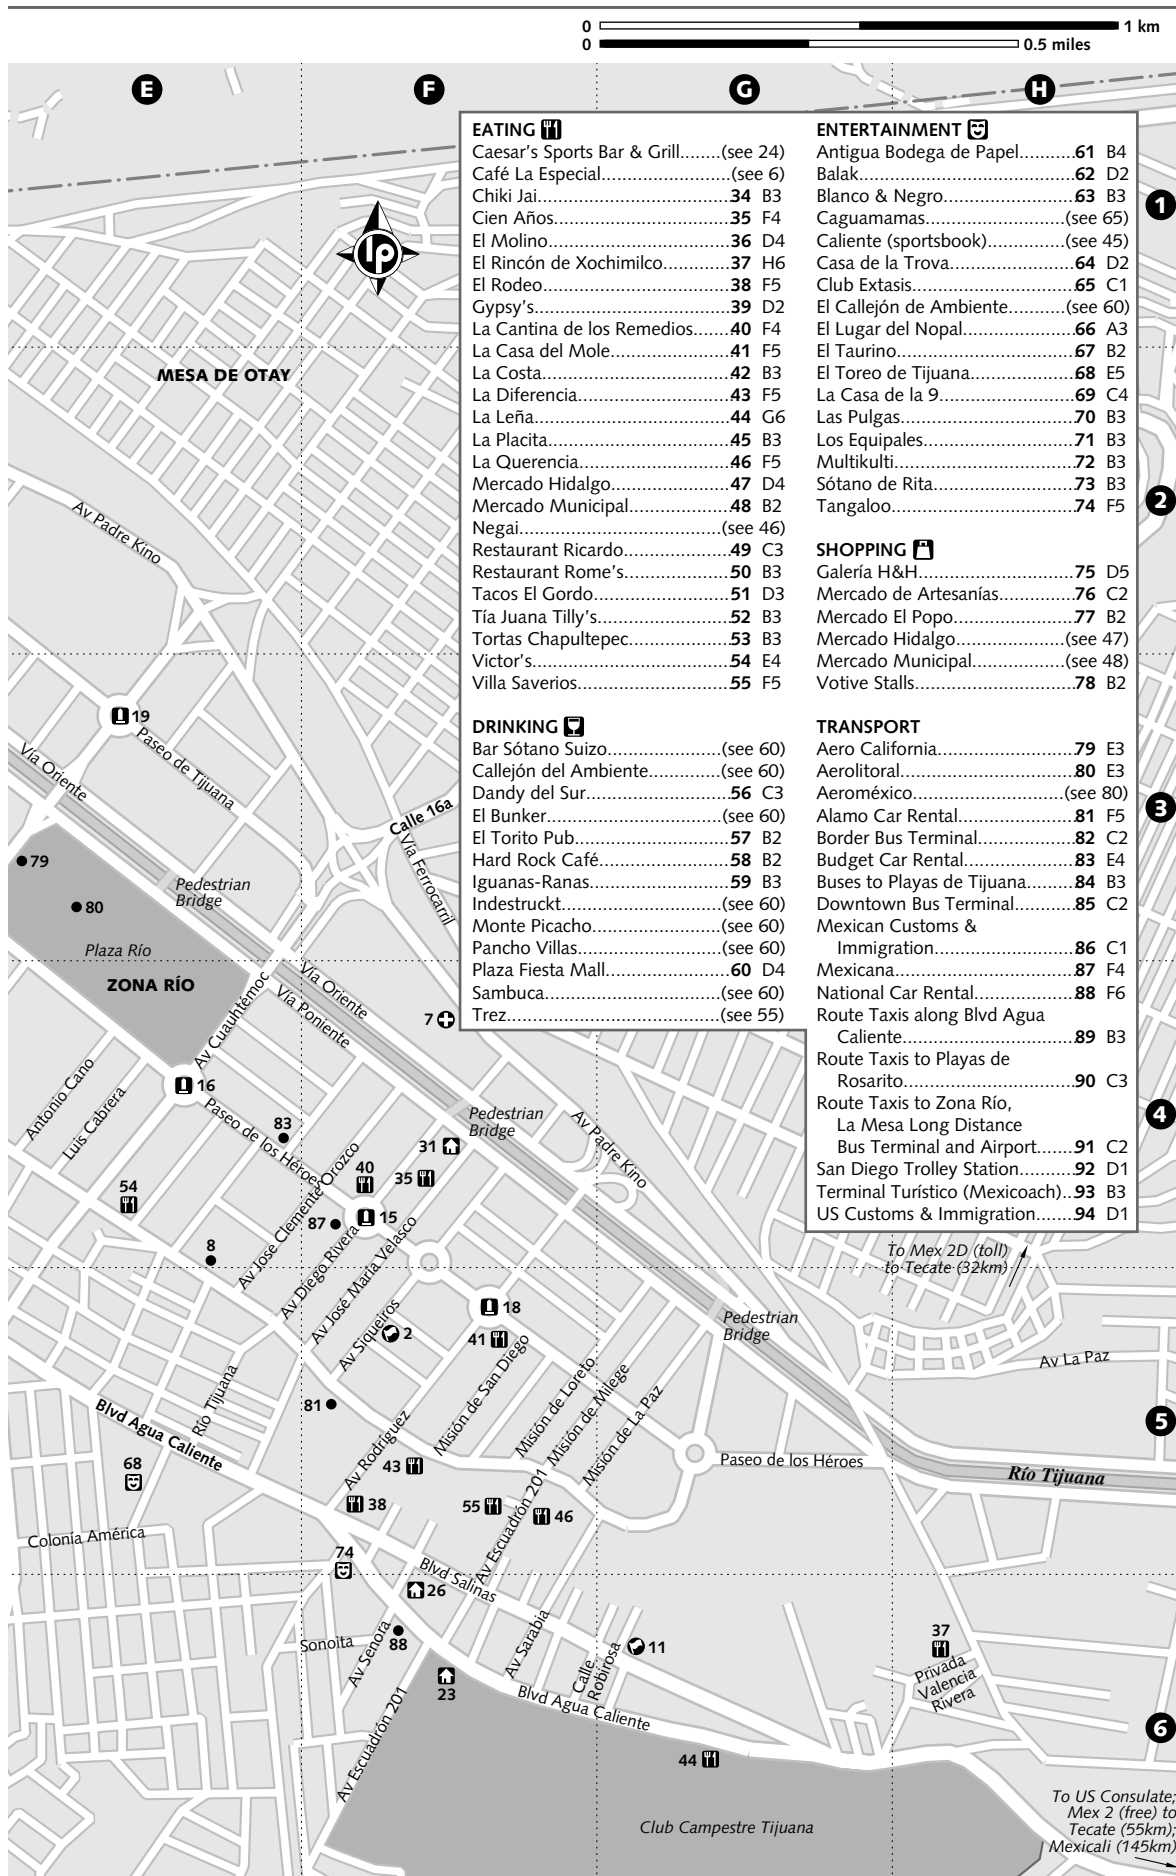 0 1 km
0 0.5 miles
E F G H
EATING
Caesar's Sports Bar & Grill........(see 24)
Café La Especial........(see 6)
Chiki Jai........34 B3
Cien Años........35 F4
El Molino........36 D4
El Rincón de Xochimilco........37 H6
El Rodeo........38 F5
Gypsy's........39 D2
La Cantina de los Remedios........40 F4
La Casa del Mole........41 F5
La Costa........42 B3
La Diferencia........43 F5
La Leña........44 G6
La Placita........45 B3
La Querencia........46 F5
Mercado Hidalgo........47 D4
Mercado Municipal........48 B2
Negai........(see 46)
Restaurant Ricardo........49 C3
Restaurant Rome's........50 B3
Tacos El Gordo........51 D3
Tía Juana Tilly's........52 B3
Tortas Chapultepec........53 B3
Victor's........54 E4
Villa Saverios........55 F5
DRINKING
Bar Sótano Suizo........(see 60)
Callejón del Ambiente........(see 60)
Dandy del Sur........56 C3
El Bunker........(see 60)
El Torito Pub........57 B2
Hard Rock Café........58 B2
Iguanas-Ranas........59 B3
Indestruckt........(see 60)
Monte Picacho........(see 60)
Pancho Villas........(see 60)
Plaza Fiesta Mall........60 D4
Sambuca........(see 60)
Trez........(see 55)
ENTERTAINMENT
Antigua Bodega de Papel........61 B4
Balak........62 D2
Blanco & Negro........63 B3
Caguamamas........(see 65)
Caliente (sportsbook)........(see 45)
Casa de la Trova........64 D2
Club Extasis........65 C1
El Callejón de Ambiente........(see 60)
El Lugar del Nopal........66 A3
El Taurino........67 B2
El Toreo de Tijuana........68 E5
La Casa de la 9........69 C4
Las Pulgas........70 B3
Los Equipales........71 B3
Multikulti........72 B3
Sótano de Rita........73 B3
Tangaloo........74 F5
SHOPPING
Galería H&H........75 D5
Mercado de Artesanías........76 C2
Mercado El Popo........77 B2
Mercado Hidalgo........(see 47)
Mercado Municipal........(see 48)
Votive Stalls........78 B2
TRANSPORT
Aero California........79 E3
Aerolitoral........80 E3
Aeroméxico........(see 80)
Alamo Car Rental........81 F5
Border Bus Terminal........82 C2
Budget Car Rental........83 E4
Buses to Playas de Tijuana........84 B3
Downtown Bus Terminal........85 C2
Mexican Customs &
Immigration........86 C1
Mexicana........87 F4
National Car Rental........88 F6
Route Taxis along Blvd Agua
Caliente........89 B3
Route Taxis to Playas de
Rosarito........90 C3
Route Taxis to Zona Río,
La Mesa Long Distance
Bus Terminal and Airport........91 C2
San Diego Trolley Station........92 D1
Terminal Turístico (Mexicoach)..93 B3
US Customs & Immigration........94 D1
1
lp
MESA DE OTAY
2
Av Padre Kino
19
Paseo de Tijuana
Vía Oriente
Calle 16a
Vía Ferrocarril
3
79
80
Pedestrian
Bridge
Plaza Río
ZONA RÍO
Av Cuauhtémoc
Vía Oriente
Vía Poniente
7
16
Antonio Cano
Luis Cabrera
Paseo de los Héroes
83
Pedestrian
Bridge
Av Padre Kino
4
31
40
35
54
87
15
8
Av Jose Clemente Orozco
Av Diego Rivera
Av José María Velasco
Av Siqueiros
To Mex 2D (toll)
to Tecate (32km)
18
2
41
Pedestrian
Bridge
Av La Paz
Río Tijuana
Blvd Agua Caliente
81
Misión de San Diego
Misión de Loreto
Misión de Milege
Misión de La Paz
5
68
Av Rodríguez
43
Paseo de los Héroes
Río Tijuana
38
55
46
Av Escuadrón 201
Colonía América
74
Blvd Salinas
26
Sonoita
Av Senora
88
Av Sarabia
Calle
Robirosa
11
37
Privada
Valencia
Rivera
23
Blvd Agua Caliente
6
Av Escuadrón 201
44
Club Campestre Tijuana
To US Consulate;
Mex 2 (free) to
Tecate (55km);
Mexicali (145km)